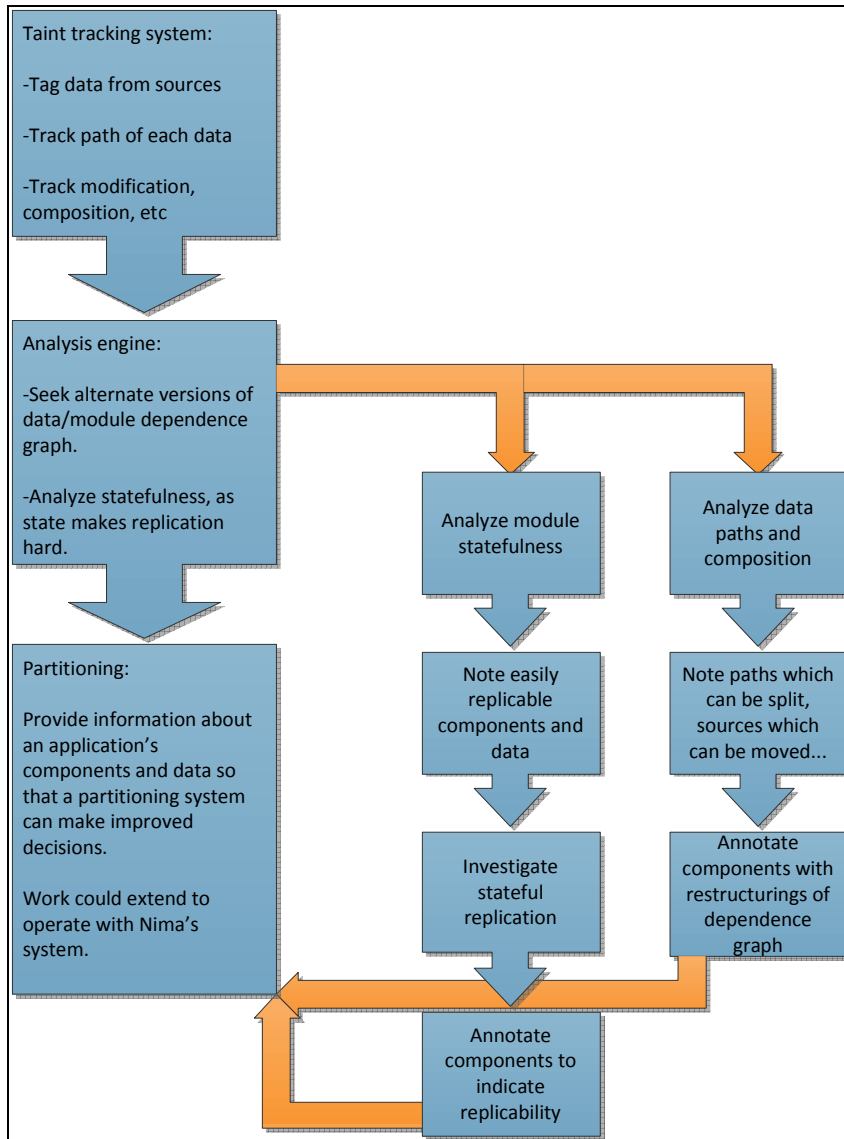 Taint tracking system:
-Tag data from sources
-Track path of each data
-Track modification,
composition, etc
Analysis engine:
-Seek alternate versions of
data/module dependence
graph.
-Analyze statefulness, as
state makes replication
hard.
Partitioning:
Provide information about
an application's
components and data so
that a partitioning system
can make improved
decisions.
Work could extend to
operate with Nima's
system.
Analyze module
statefulness
Note easily
replicable
components and
data
Investigate
stateful
replication
Annotate
components to
indicate
replicability
Analyze data
paths and
composition
Note paths which
can be split,
sources which
can be moved...
Annotate
components with
restructurings of
dependence
graph